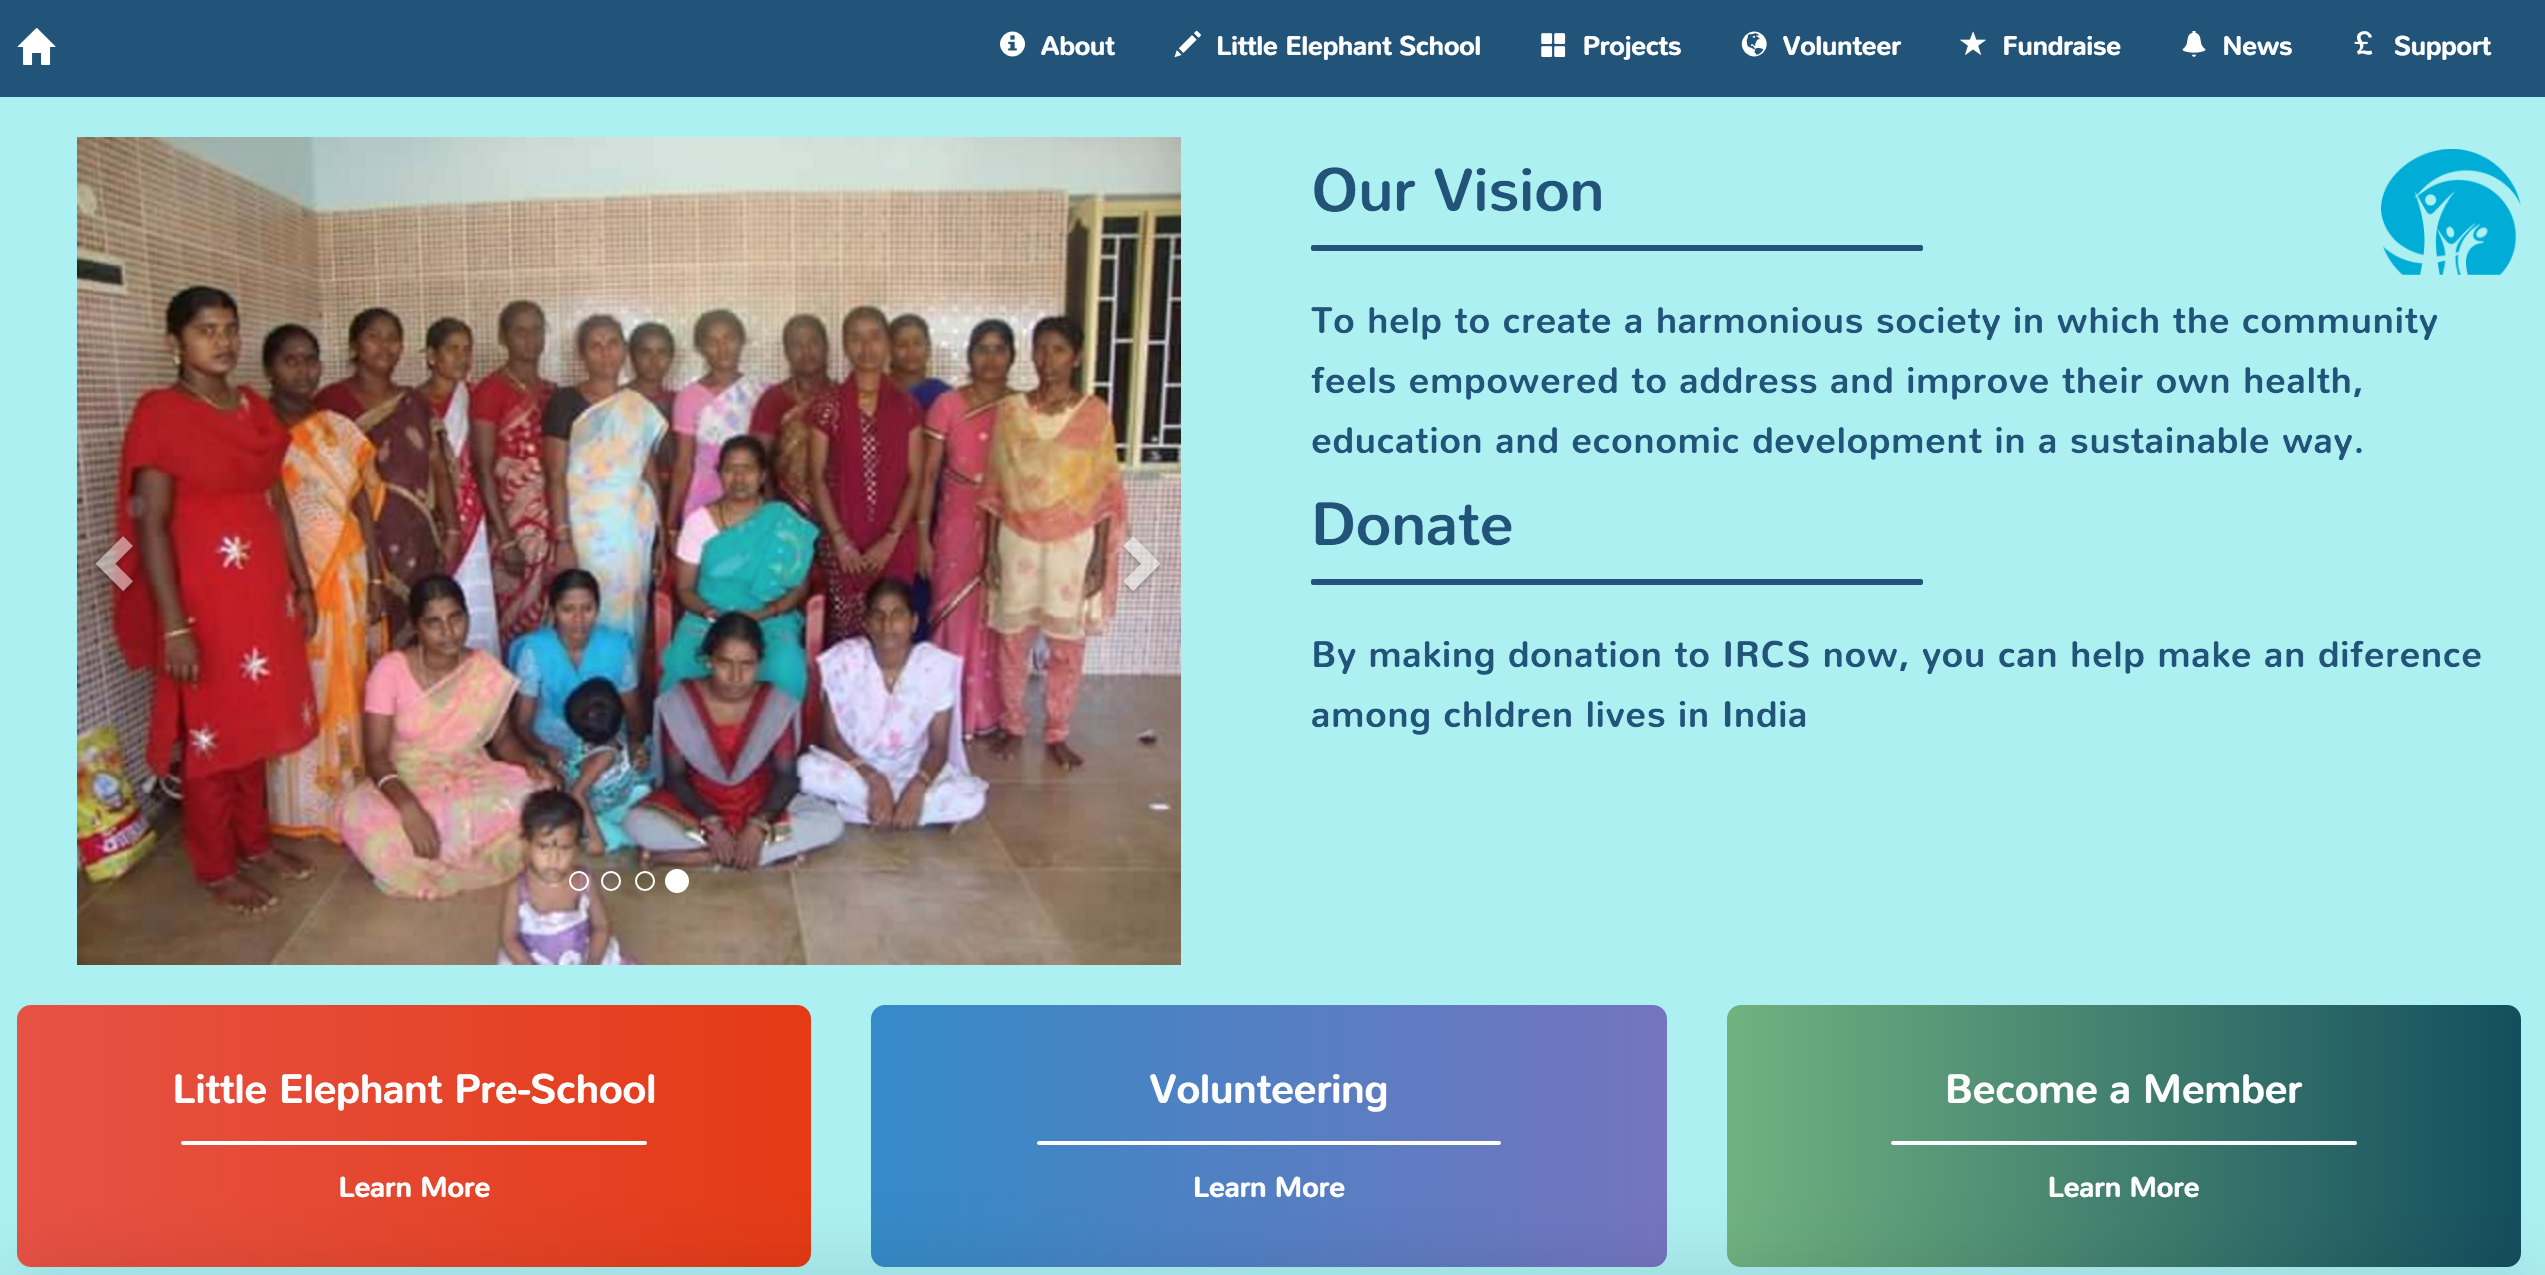 About
Little Elephant School
Projects
Volunteer
Fundraise
News
£ Support
Our Vision
To help to create a harmonious society in which the community
feels empowered to address and improve their own health,
education and economic development in a sustainable way.
Donate
By making donation to IRCS now, you can help make an diference
among chldren lives in India
Little Elephant Pre-School
Learn More
Volunteering
Learn More
Become a Member
Learn More